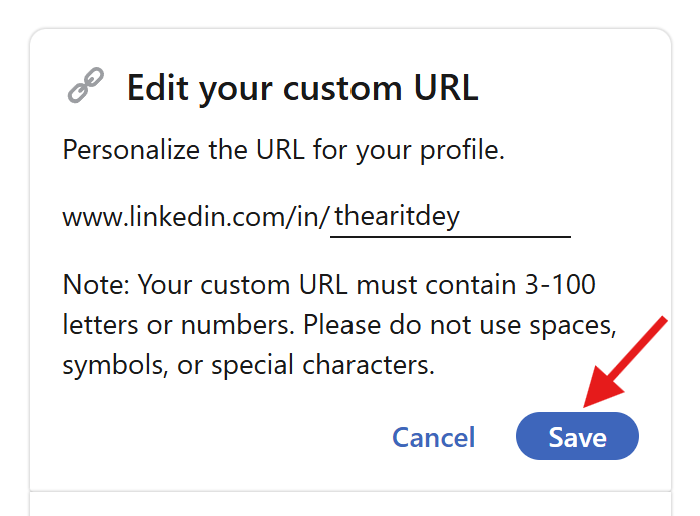 Edit your custom URL
Personalize the URL for your profile.
www.linkedin.com/in/thearitdey
Note: Your custom URL must contain 3-100
letters or numbers. Please do not use spaces,
symbols, or special characters.
Cancel Save